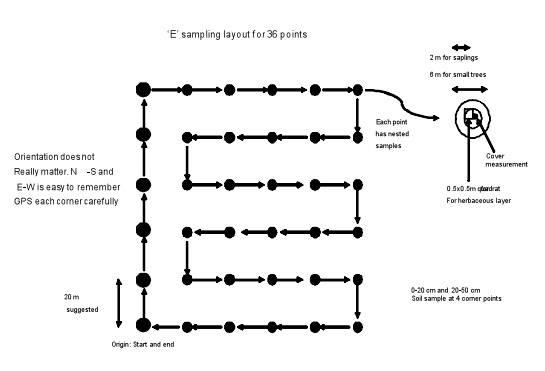 'E' sampling layout for 36 points
2 m for saplings
6 m for small trees
Each point
has nested
samples
Cover
measurement
Orientation does not
Really matter. N -S and
E-W is easy to remember
GPS each corner carefully
0.5x0.5m
For herbaceous layer
20 m
suggested
0-20 cm and 20-50 cm
Soil sample at 4 corner points
Origin: Start and end